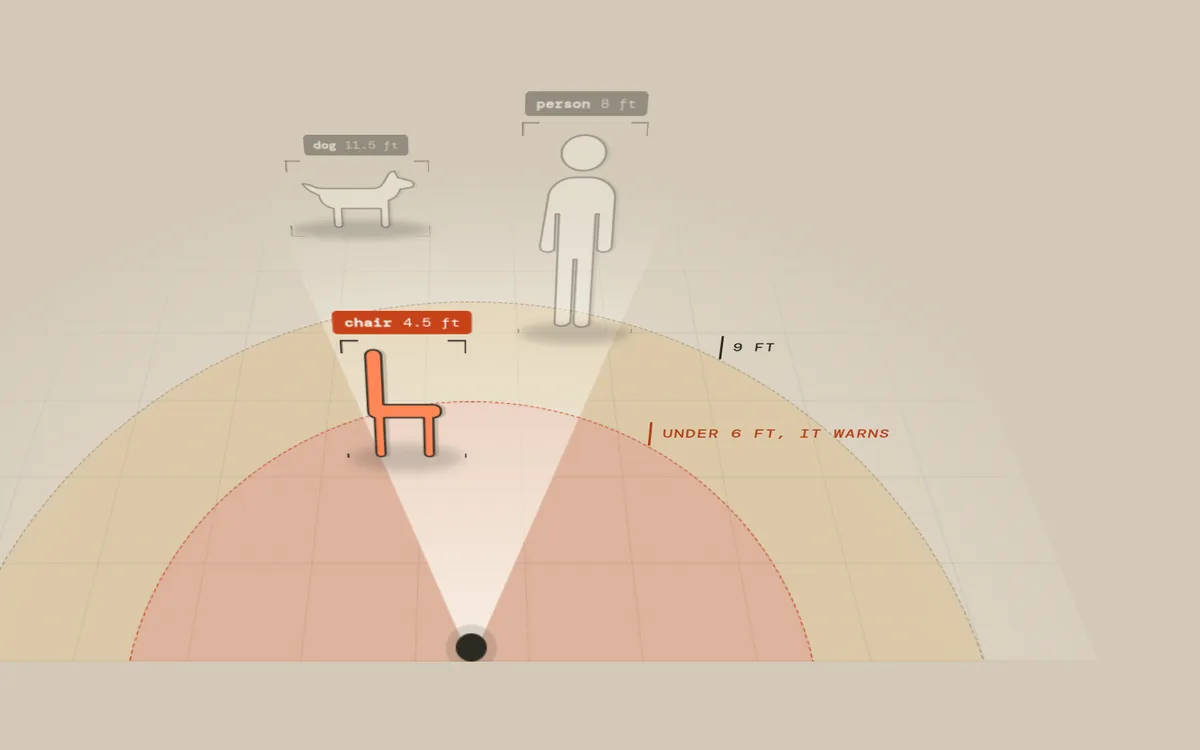 person 8 ft
dog 11.5 ft
chair 4.5 ft
9 FT
UNDER 6 FT, IT WARNS